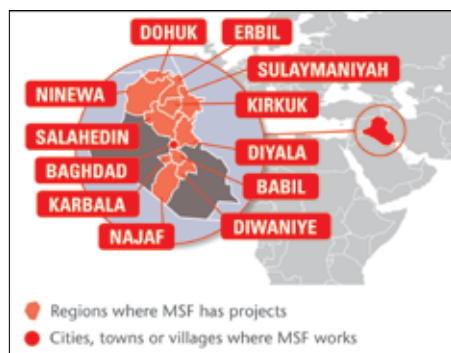 DOHUK
ERBIL
SULAYMANIYAH
NINEWA
KIRKUK
SALAHEDIN
DIYALA
BAGHDAD
BABIL
KARBALA
DIWANIYE
NAJAF
Regions where MSF has projects
Cities, towns or villages where MSF works